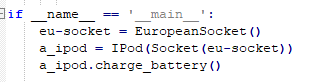 if __name__ == '__main__':
    eu-socket = EuropeanSocket()
    a_ipod = IPod(Socket(eu-socket))
    a_ipod.charge_battery()